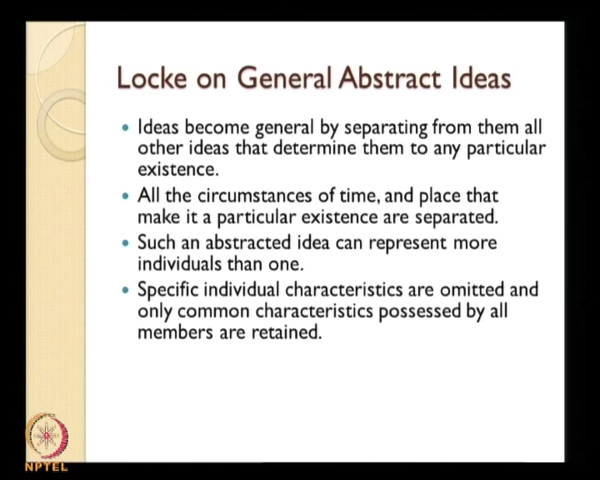 Locke on General Abstract Ideas
• Ideas become general by separating from them all
other ideas that determine them to any particular
existence.
• All the circumstances of time, and place that
make it a particular existence are separated.
• Such an abstracted idea can represent more
individuals than one.
• Specific individual characteristics are omitted and
only common characteristics possessed by all
members are retained.
NPTEL